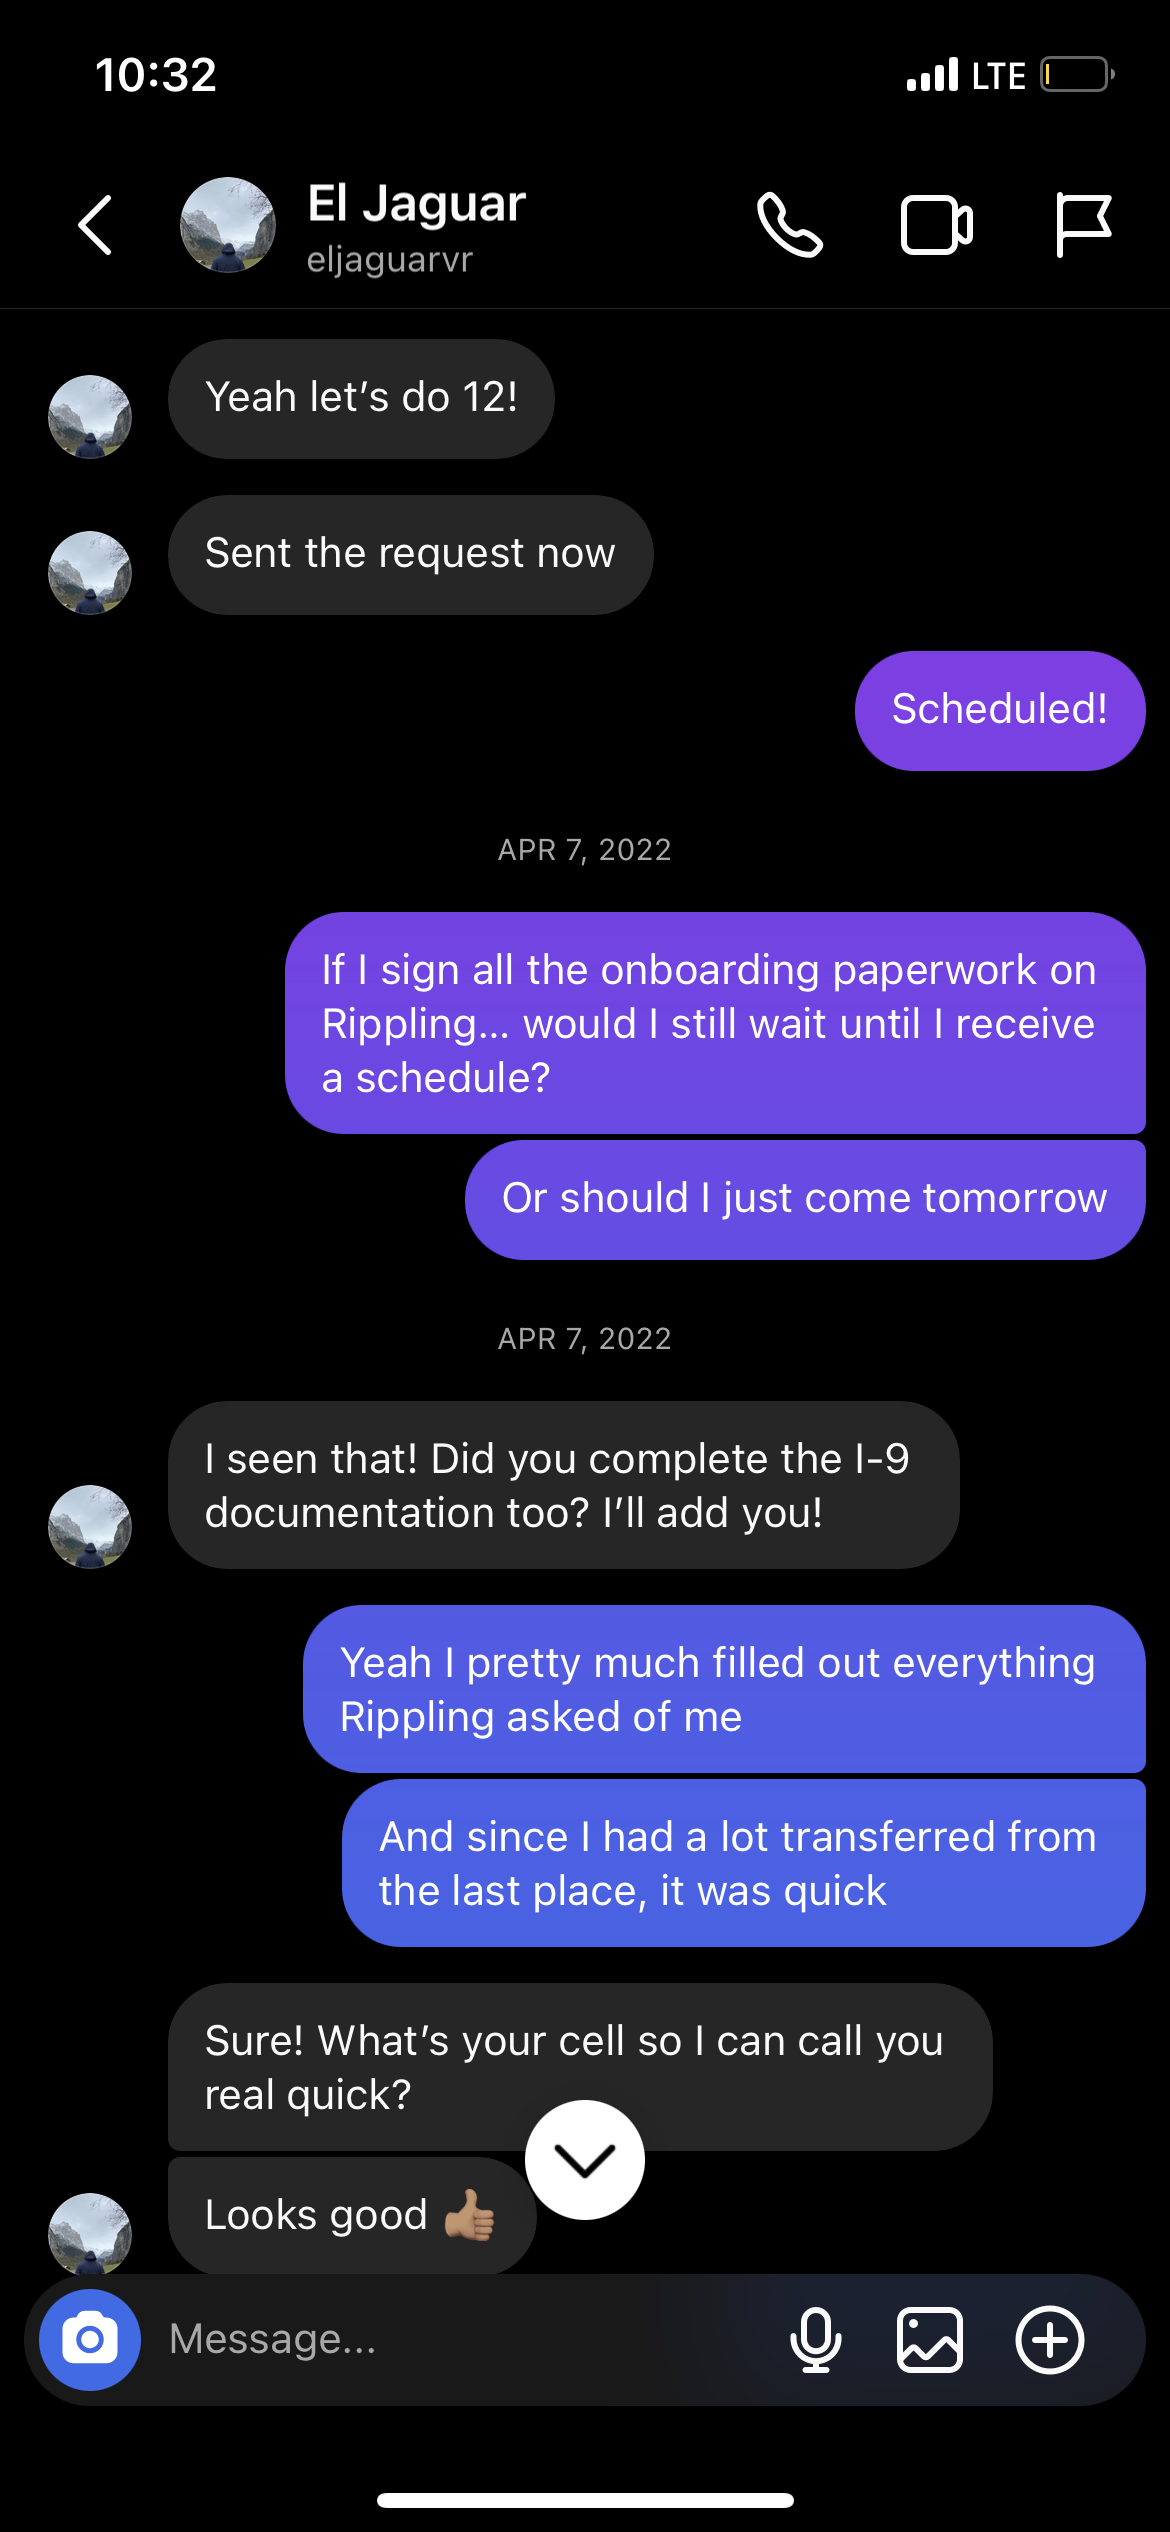 10:32
LTE
El Jaguar
eljaguarvr
Yeah let’s do 12!
Sent the request now
Scheduled!
APR 7, 2022
If I sign all the onboarding paperwork on
Rippling... would I still wait until I receive
a schedule?
Or should I just come tomorrow
APR 7, 2022
I seen that! Did you complete the I-9
documentation too? I’ll add you!
Yeah I pretty much filled out everything
Rippling asked of me
And since I had a lot transferred from
the last place, it was quick
Sure! What’s your cell so I can call you
real quick?
Looks good 👍🏽
Message...